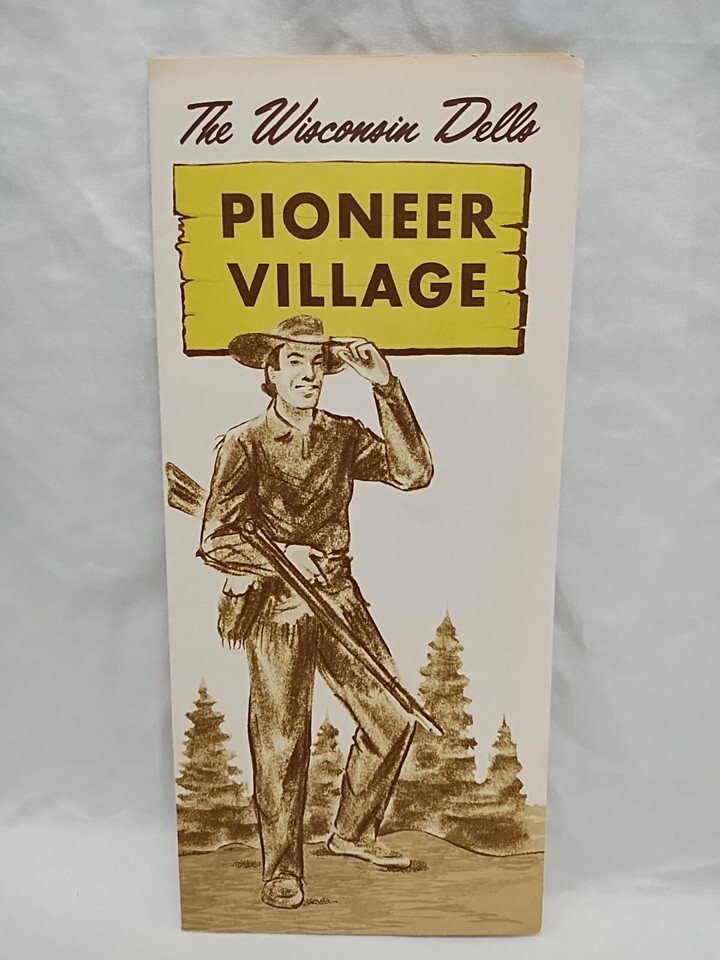 The Wisconsin Dells
PIONEER
VILLAGE